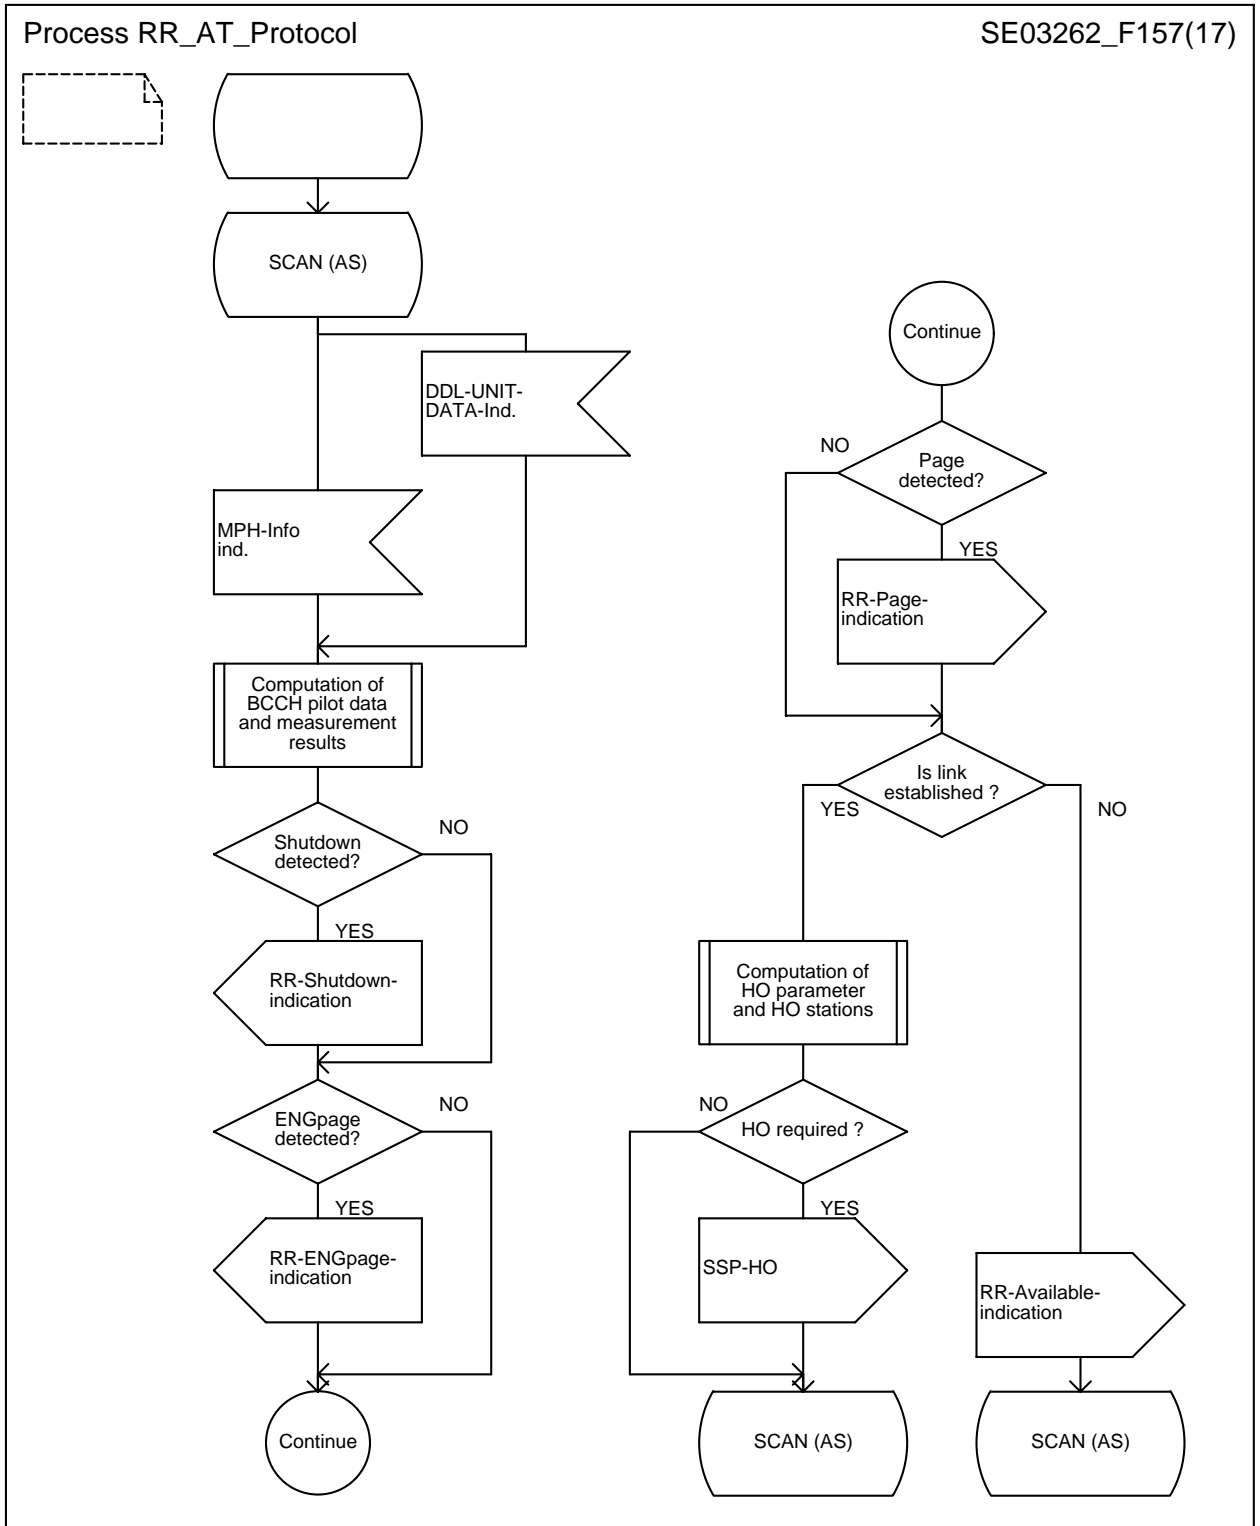 Process RR_AT_Protocol
SE03262_F157(17)
SCAN (AS)
DDL-UNIT-
DATA-Ind.
MPH-Info
ind.
Computation of
BCCH pilot data
and measurement
results
Shutdown
detected?
NO
YES
RR-Shutdown-
indication
ENGpage
detected?
NO
YES
RR-ENGpage-
indication
Continue
Continue
Page
detected?
NO
YES
RR-Page-
indication
Is link
established ?
YES
NO
Computation of
HO parameter
and HO stations
HO required ?
NO
YES
SSP-HO
SCAN (AS)
RR-Available-
indication
SCAN (AS)